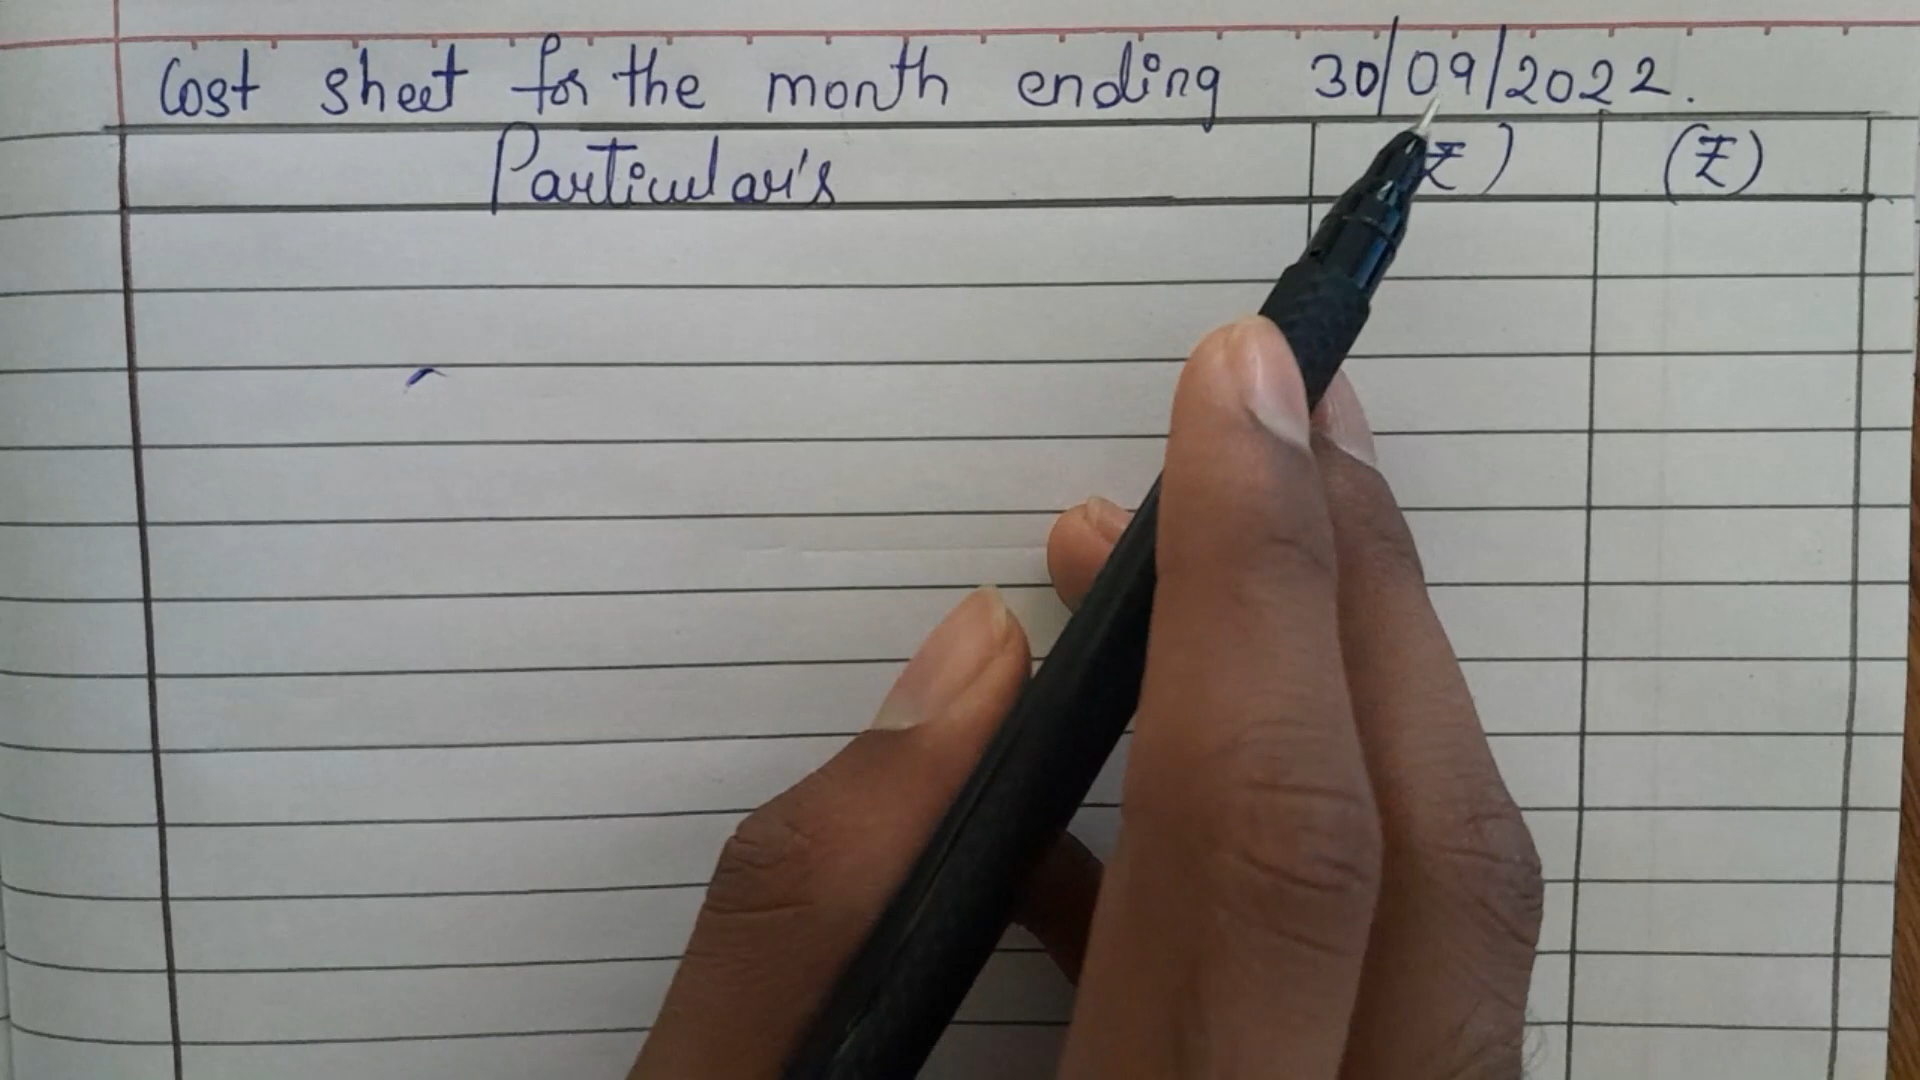 Cost sheet for the month ending 30/09/2022.
Particular's ₹) (₹)